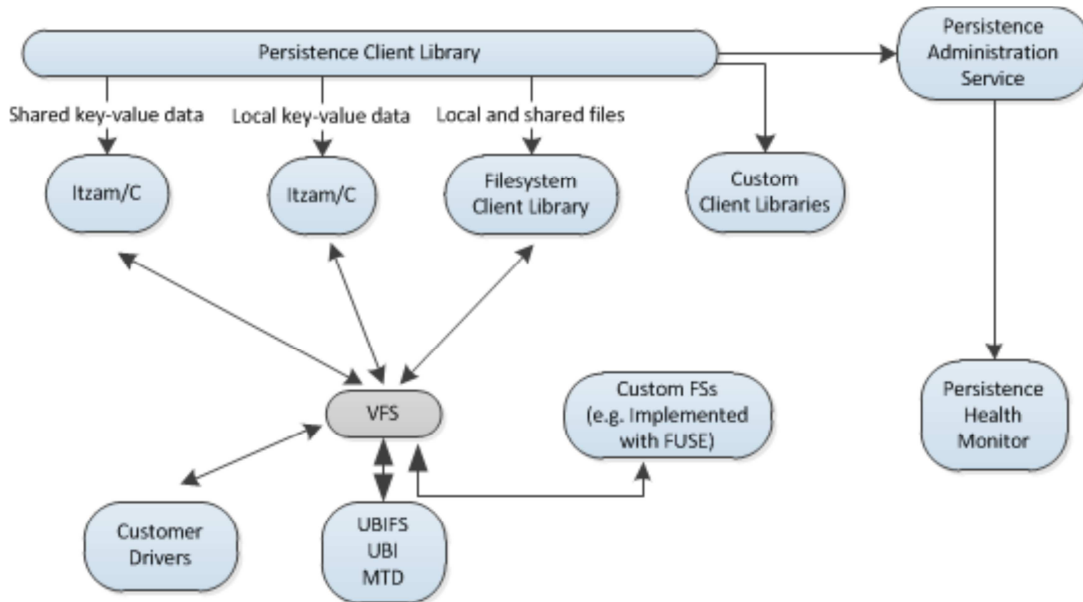 Persistence Client Library
Persistence
Administration
Service
Shared key-value data
Local key-value data
Local and shared files
Itzam/C
Itzam/C
Filesystem
Client Library
Custom
Client Libraries
VFS
Custom FSs
(e.g. Implemented
with FUSE)
Persistence
Health
Monitor
Customer
Drivers
UBIFS
UBI
MTD